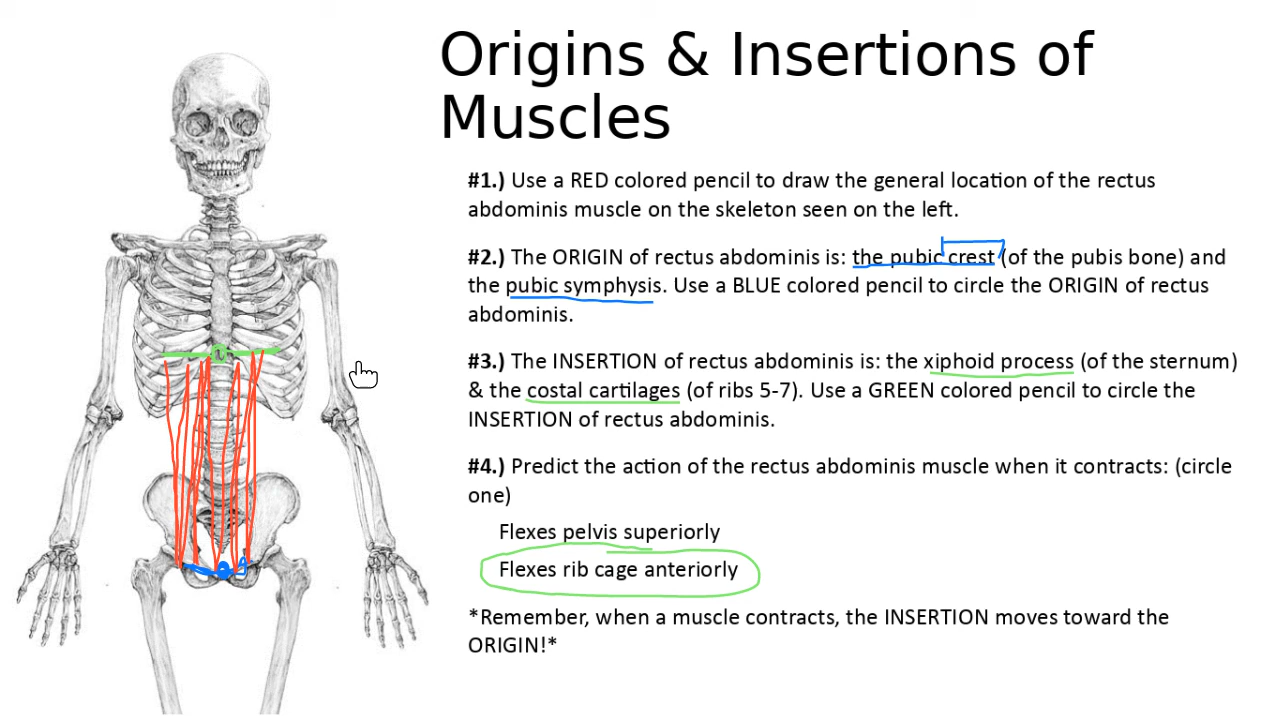 Origins & Insertions of
Muscles
#1.) Use a RED colored pencil to draw the general location of the rectus
abdominis muscle on the skeleton seen on the left.
#2.) The ORIGIN of rectus abdominis is: the pubic crest (of the pubis bone) and
the pubic symphysis. Use a BLUE colored pencil to circle the ORIGIN of rectus
abdominis.
#3.) The INSERTION of rectus abdominis is: the xiphoid process (of the sternum)
& the costal cartilages (of ribs 5-7). Use a GREEN colored pencil to circle the
INSERTION of rectus abdominis.
#4.) Predict the action of the rectus abdominis muscle when it contracts: (circle
one)
Flexes pelvis superiorly
Flexes rib cage anteriorly
*Remember, when a muscle contracts, the INSERTION moves toward the
ORIGIN!*